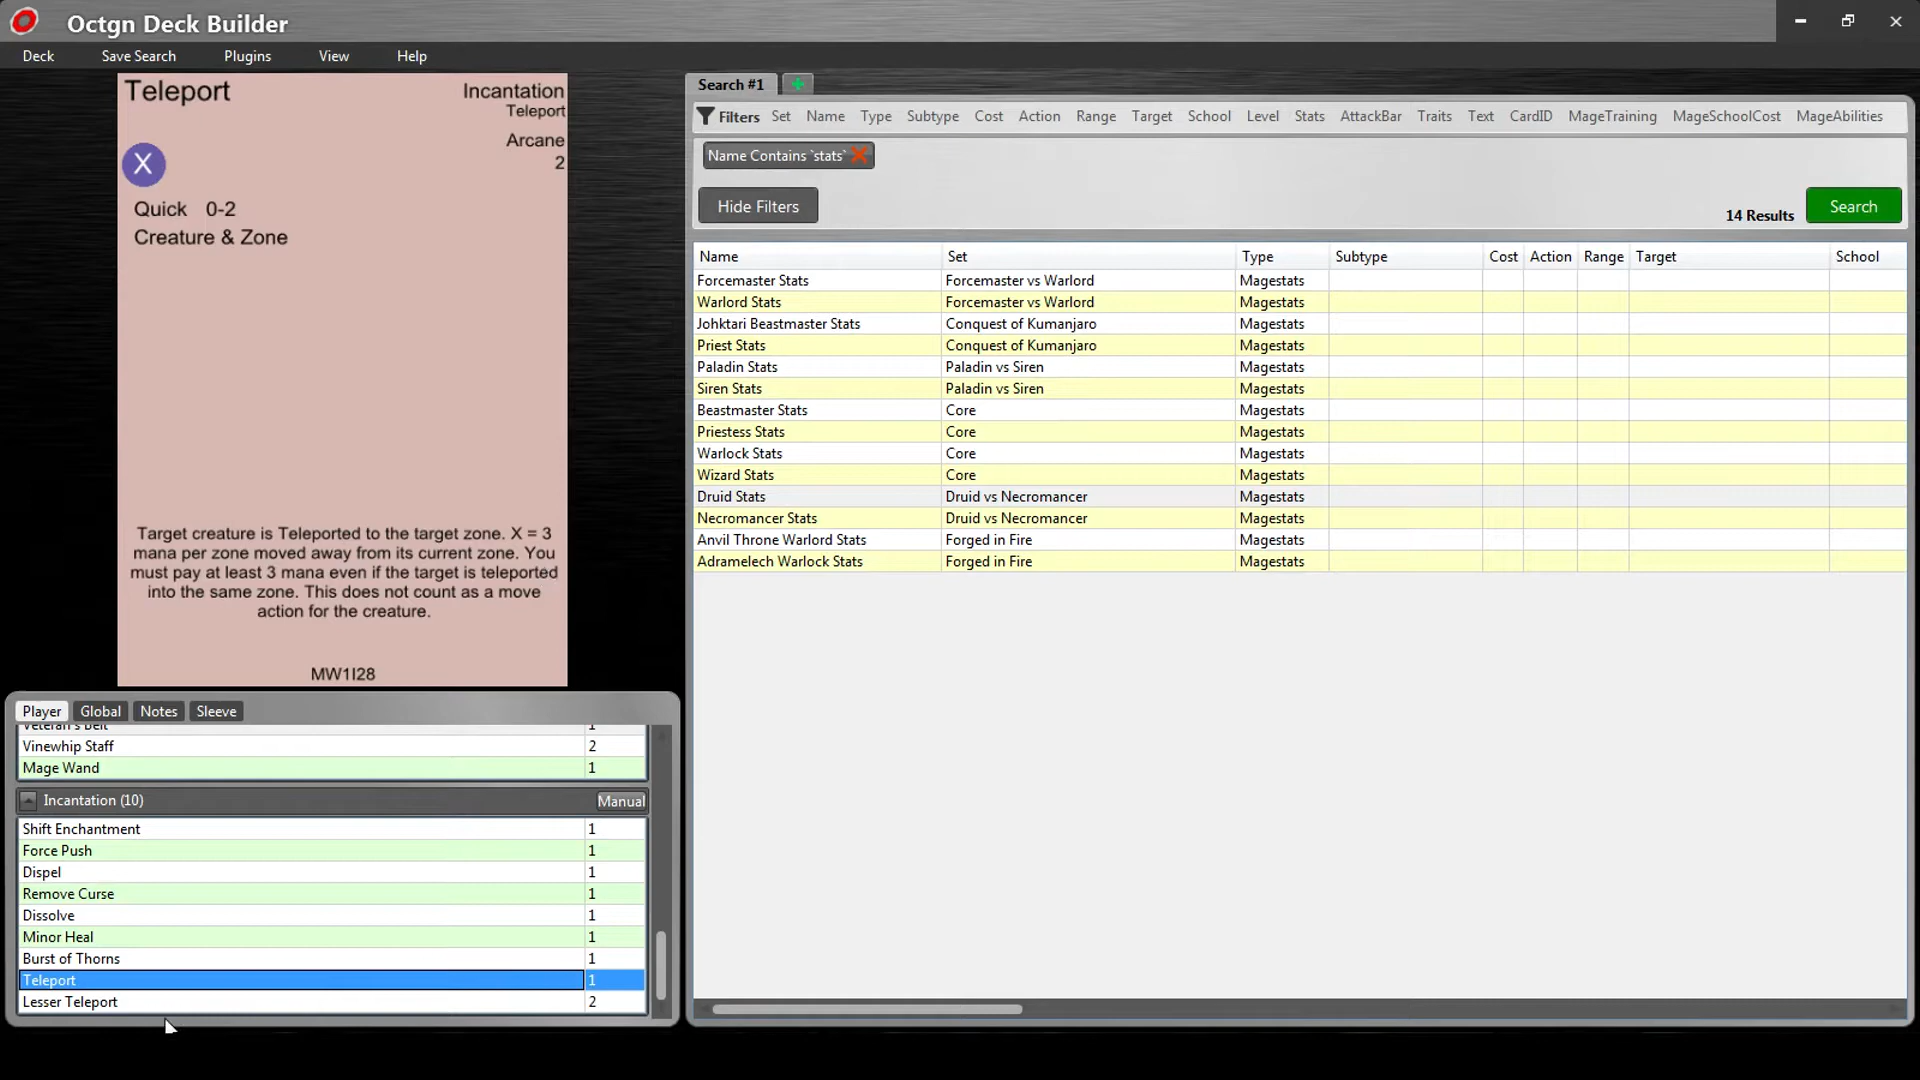 Octgn Deck Builder
Deck Save Search Plugins View Help
Teleport
Incantation
Teleport
Arcane
2
X
Quick 0-2
Creature & Zone
Target creature is Teleported to the target zone. X = 3
mana per zone moved away from its current zone. You
must pay at least 3 mana even if the target is teleported
into the same zone. This does not count as a move
action for the creature.
MW1I28
Player Global Notes Sleeve
Veteran's Belt 1
Vinewhip Staff 2
Mage Wand 1
Incantation (10) Manual
Shift Enchantment 1
Force Push 1
Dispel 1
Remove Curse 1
Dissolve 1
Minor Heal 1
Burst of Thorns 1
Teleport 1
Lesser Teleport 2
Search #1 +
Filters Set Name Type Subtype Cost Action Range Target School Level Stats AttackBar Traits Text CardID MageTraining MageSchoolCost MageAbilities
Name Contains `stats`
Hide Filters
14 Results Search
Name Set Type Subtype Cost Action Range Target School
Forcemaster Stats Forcemaster vs Warlord Magestats
Warlord Stats Forcemaster vs Warlord Magestats
Johktari Beastmaster Stats Conquest of Kumanjaro Magestats
Priest Stats Conquest of Kumanjaro Magestats
Paladin Stats Paladin vs Siren Magestats
Siren Stats Paladin vs Siren Magestats
Beastmaster Stats Core Magestats
Priestess Stats Core Magestats
Warlock Stats Core Magestats
Wizard Stats Core Magestats
Druid Stats Druid vs Necromancer Magestats
Necromancer Stats Druid vs Necromancer Magestats
Anvil Throne Warlord Stats Forged in Fire Magestats
Adramelech Warlock Stats Forged in Fire Magestats